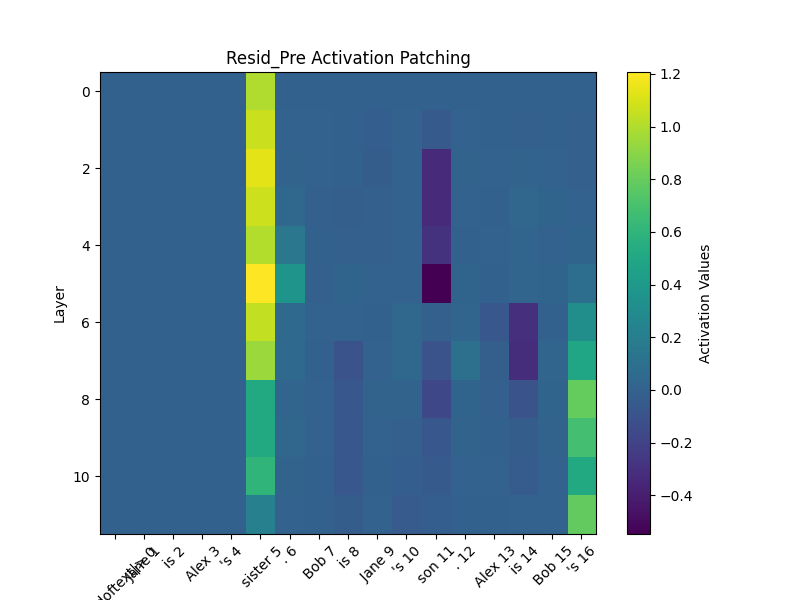 Resid_Pre Activation Patching
Layer
0
2
4
6
8
10
Jane 1
is 2
Alex 3
's 4
sister 5
. 6
Bob 7
is 8
Jane 9
's 10
son 11
. 12
Alex 13
is 14
Bob 15
's 16
1.2
1.0
0.8
0.6
0.4
0.2
0.0
−0.2
−0.4
Activation Values